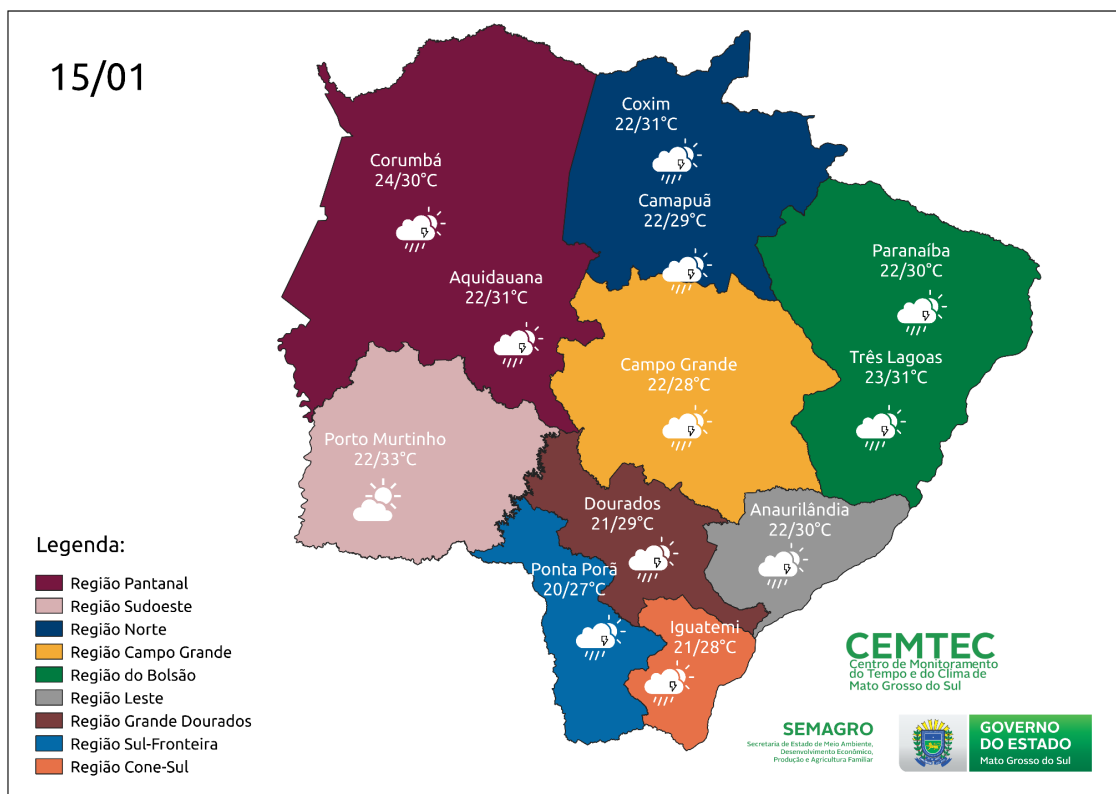 15/01
Coxim
22/31°C
Corumbá
24/30°C
Camapuã
22/29°C
Paranaíba
22/30°C
Aquidauana
22/31°C
Campo Grande
22/28°C
Três Lagoas
23/31°C
Porto Murtinho
22/33°C
Dourados
21/29°C
Anaurilândia
22/30°C
Ponta Porã
20/27°C
Iguatemi
21/28°C
Legenda:
Região Pantanal
Região Sudoeste
Região Norte
Região Campo Grande
Região do Bolsão
Região Leste
Região Grande Dourados
Região Sul-Fronteira
Região Cone-Sul
CEMTEC
Centro de Monitoramento
do Tempo e do Clima de
Mato Grosso do Sul
SEMAGRO
Secretaria de Estado de Meio Ambiente,
Desenvolvimento Econômico,
Produção e Agricultura Familiar
GOVERNO
DO ESTADO
Mato Grosso do Sul